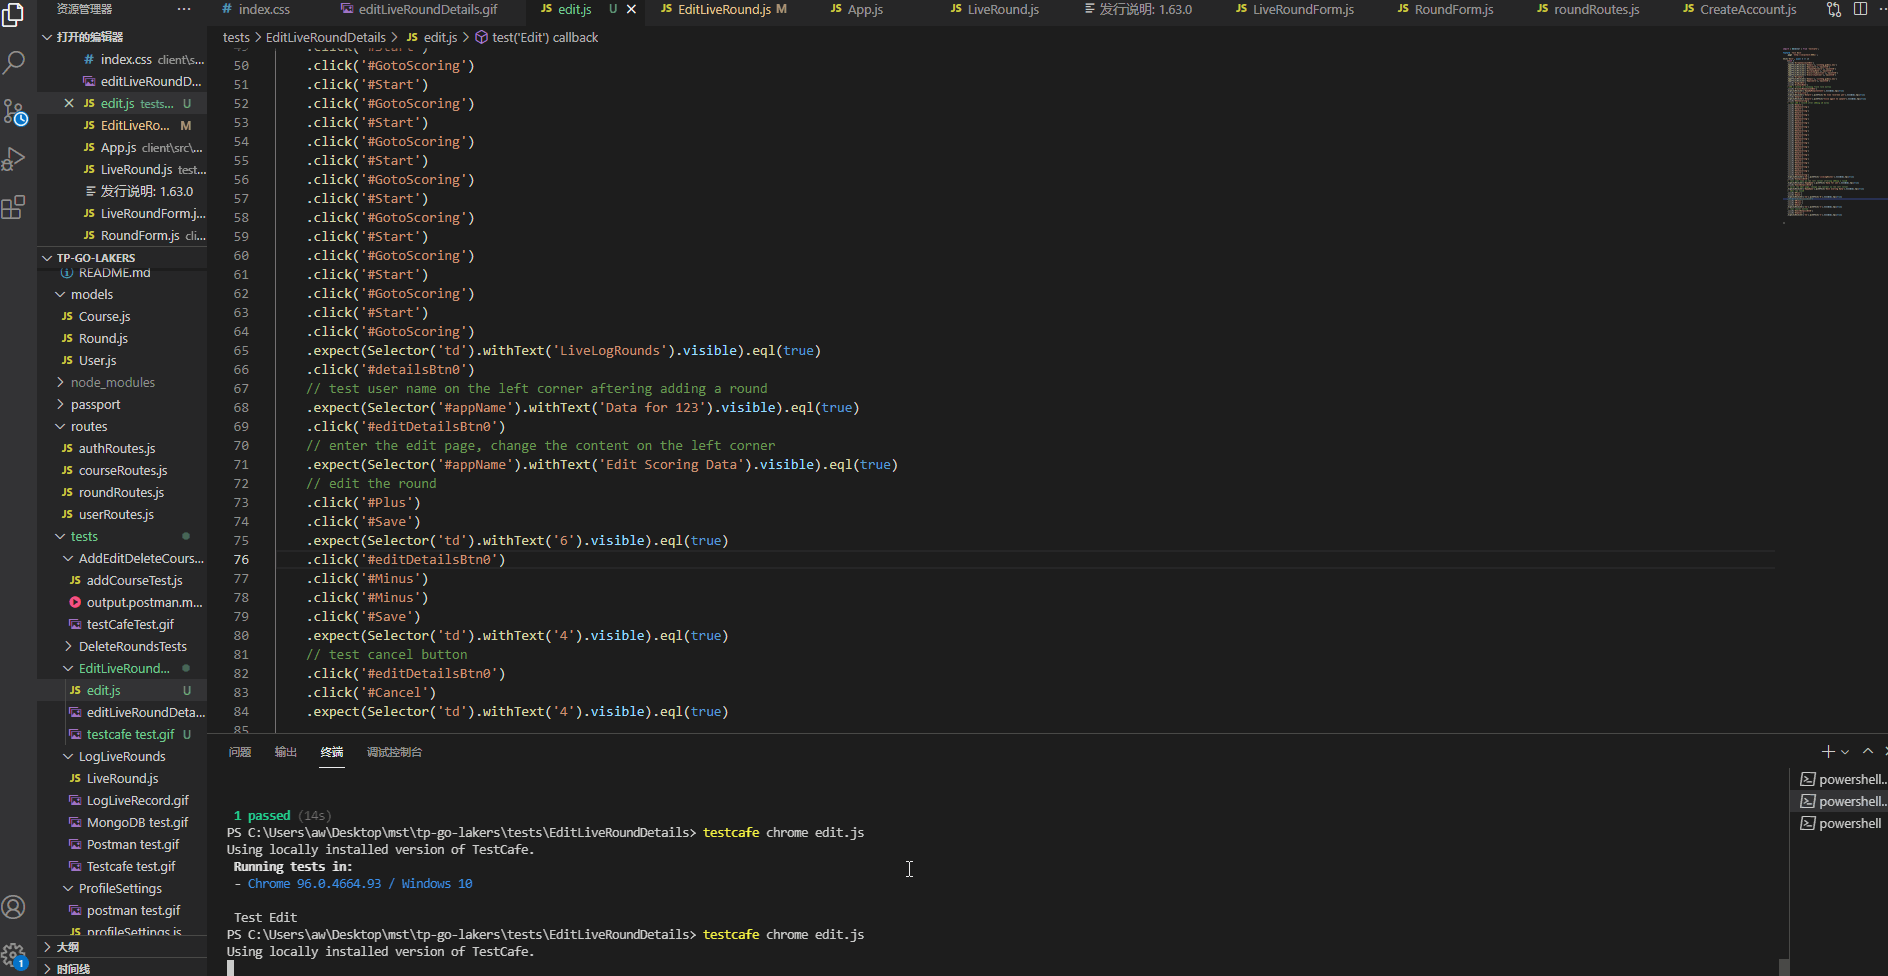 资源管理器 ···
打开的编辑器
# index.css client\s...
editLiveRoundD...
JS edit.js tests... U
JS EditLiveRo... M
JS App.js client\src\...
JS LiveRound.js test...
发行说明: 1.63.0
JS LiveRoundForm.j...
JS RoundForm.js cli...
TP-GO-LAKERS
README.md
models
JS Course.js
JS Round.js
JS User.js
node_modules
passport
routes
JS authRoutes.js
JS courseRoutes.js
JS roundRoutes.js
JS userRoutes.js
tests
AddEditDeleteCours...
JS addCourseTest.js
output.postman.m...
testCafeTest.gif
DeleteRoundsTests
EditLiveRound...
JS edit.js U
editLiveRoundDeta...
testcafe test.gif U
LogLiveRounds
JS LiveRound.js
LogLiveRecord.gif
MongoDB test.gif
Postman test.gif
Testcafe test.gif
ProfileSettings
postman test.gif
JS profileSettings.js
大纲
时间线
1
# index.css
editLiveRoundDetails.gif
JS edit.js U
JS EditLiveRound.js M
JS App.js
JS LiveRound.js
发行说明: 1.63.0
JS LiveRoundForm.js
JS RoundForm.js
JS roundRoutes.js
JS CreateAccount.js
tests > EditLiveRoundDetails > JS edit.js > test('Edit') callback
49 .click('#Start')
50 .click('#GotoScoring')
51 .click('#Start')
52 .click('#GotoScoring')
53 .click('#Start')
54 .click('#GotoScoring')
55 .click('#Start')
56 .click('#GotoScoring')
57 .click('#Start')
58 .click('#GotoScoring')
59 .click('#Start')
60 .click('#GotoScoring')
61 .click('#Start')
62 .click('#GotoScoring')
63 .click('#Start')
64 .click('#GotoScoring')
65 .expect(Selector('td').withText('LiveLogRounds').visible).eql(true)
66 .click('#detailsBtn0')
67 // test user name on the left corner aftering adding a round
68 .expect(Selector('#appName').withText('Data for 123').visible).eql(true)
69 .click('#editDetailsBtn0')
70 // enter the edit page, change the content on the left corner
71 .expect(Selector('#appName').withText('Edit Scoring Data').visible).eql(true)
72 // edit the round
73 .click('#Plus')
74 .click('#Save')
75 .expect(Selector('td').withText('6').visible).eql(true)
76 .click('#editDetailsBtn0')
77 .click('#Minus')
78 .click('#Minus')
79 .click('#Save')
80 .expect(Selector('td').withText('4').visible).eql(true)
81 // test cancel button
82 .click('#editDetailsBtn0')
83 .click('#Cancel')
84 .expect(Selector('td').withText('4').visible).eql(true)
85
问题 输出 终端 调试控制台
1 passed (14s)
PS C:\Users\aw\Desktop\mst\tp-go-lakers\tests\EditLiveRoundDetails> testcafe chrome edit.js
Using locally installed version of TestCafe.
Running tests in:
- Chrome 96.0.4664.93 / Windows 10
Test Edit
PS C:\Users\aw\Desktop\mst\tp-go-lakers\tests\EditLiveRoundDetails> testcafe chrome edit.js
Using locally installed version of TestCafe.
powershell...
powershell...
powershell